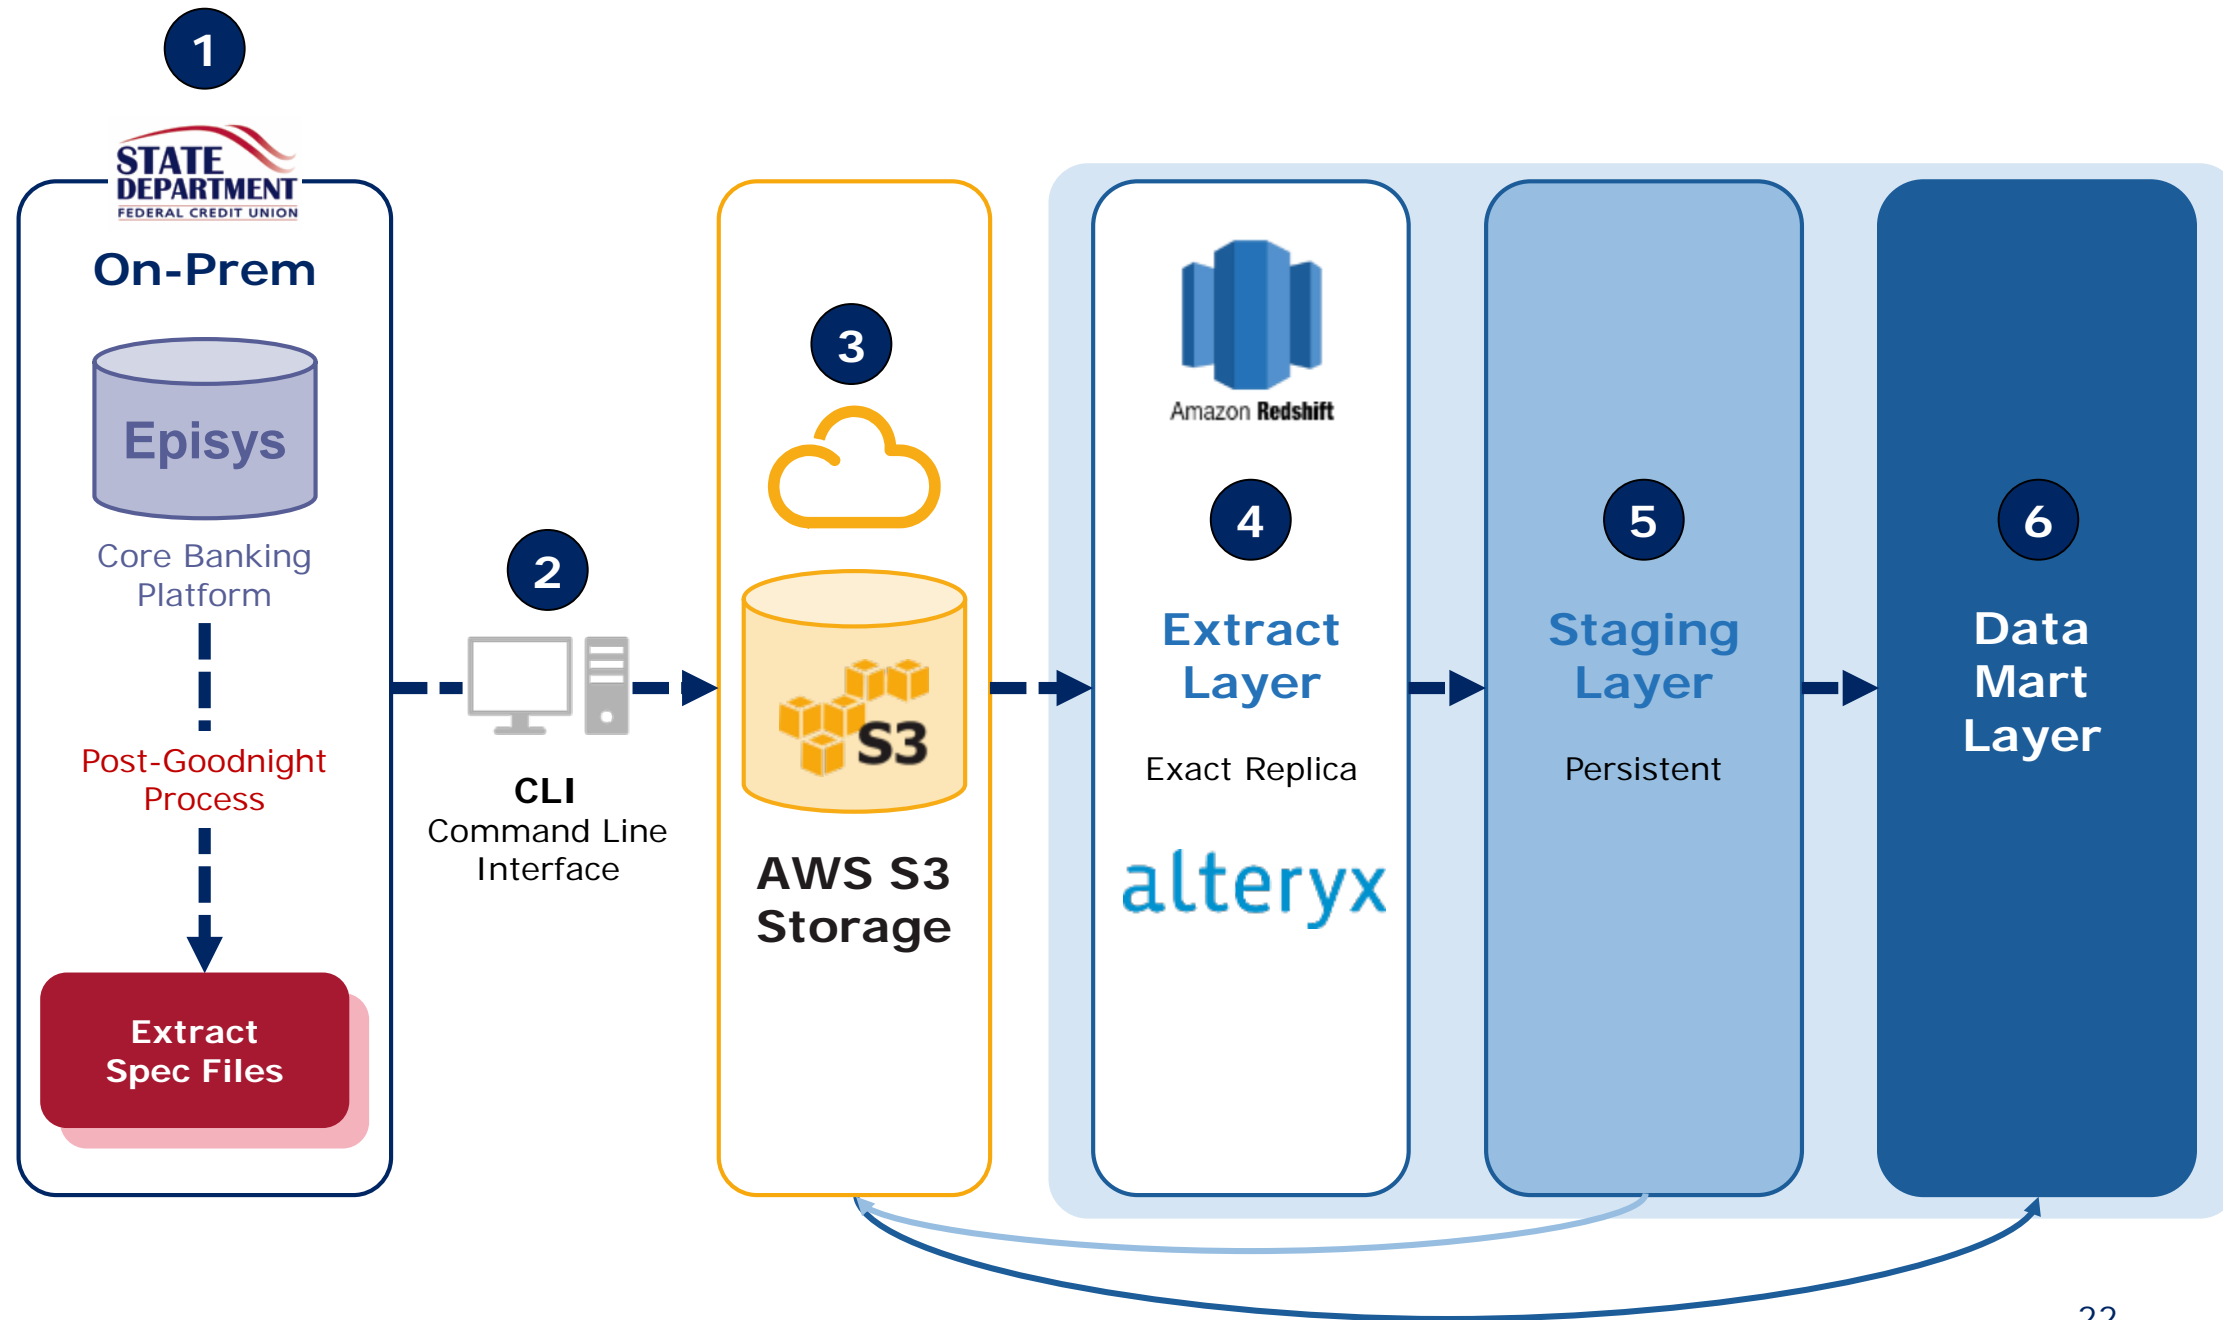 1
STATE
DEPARTMENT
FEDERAL CREDIT UNION
On-Prem
Episys
Core Banking
Platform
Post-Goodnight
Process
Extract
Spec Files
2
CLI
Command Line
Interface
3
S3
AWS S3
Storage
Amazon Redshift
4
Extract
Layer
Exact Replica
alteryx
5
Staging
Layer
Persistent
6
Data
Mart
Layer
22